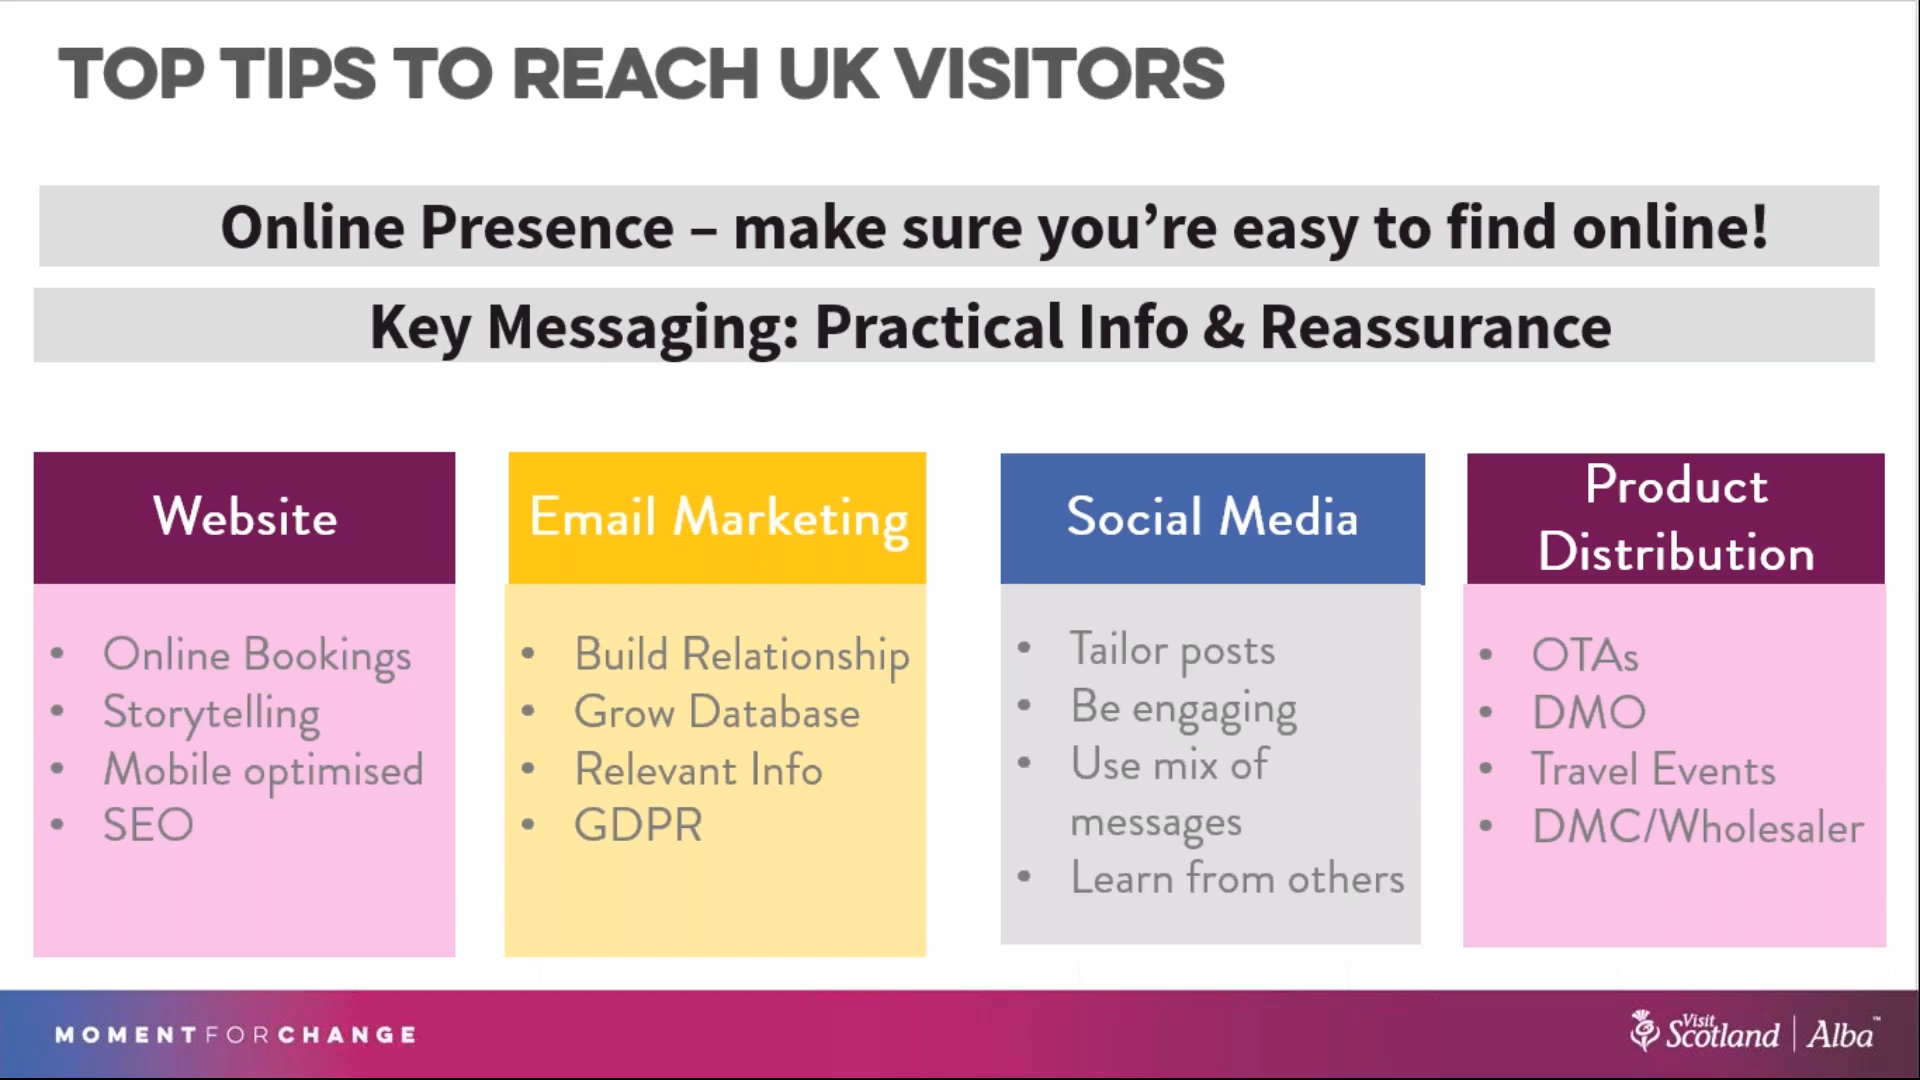 TOP TIPS TO REACH UK VISITORS
Online Presence – make sure you're easy to find online!
Key Messaging: Practical Info & Reassurance
Website
• Online Bookings
• Storytelling
• Mobile optimised
• SEO
Email Marketing
• Build Relationship
• Grow Database
• Relevant Info
• GDPR
Social Media
• Tailor posts
• Be engaging
• Use mix of
messages
• Learn from others
Product
Distribution
• OTAs
• DMO
• Travel Events
• DMC/Wholesaler
MOMENTFORCHANGE
Visit
Scotland | Alba™